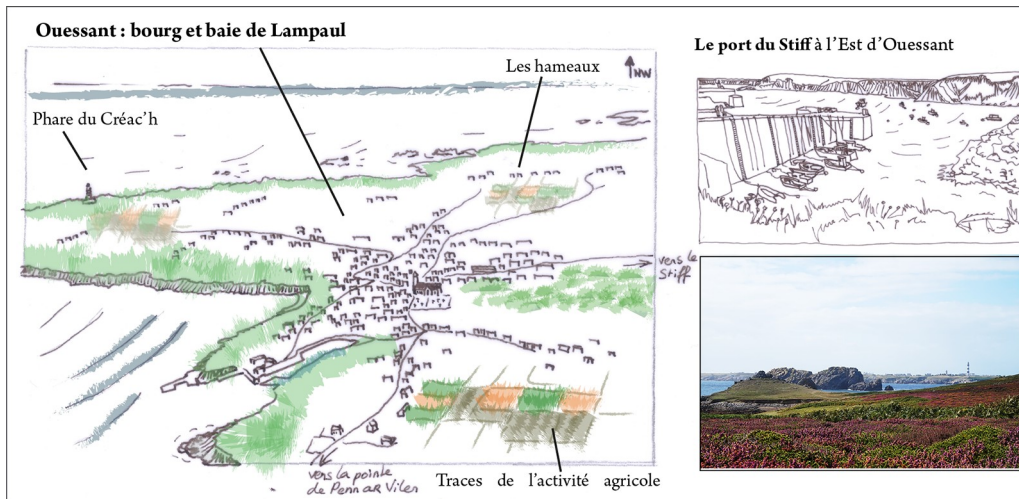 Ouessant : bourg et baie de Lampaul
NW
Les hameaux
Phare du Créac'h
vers le
Stiff
vers la pointe
de Penn ar Vilen
Traces de l'activité agricole
Le port du Stiff à l'Est d'Ouessant